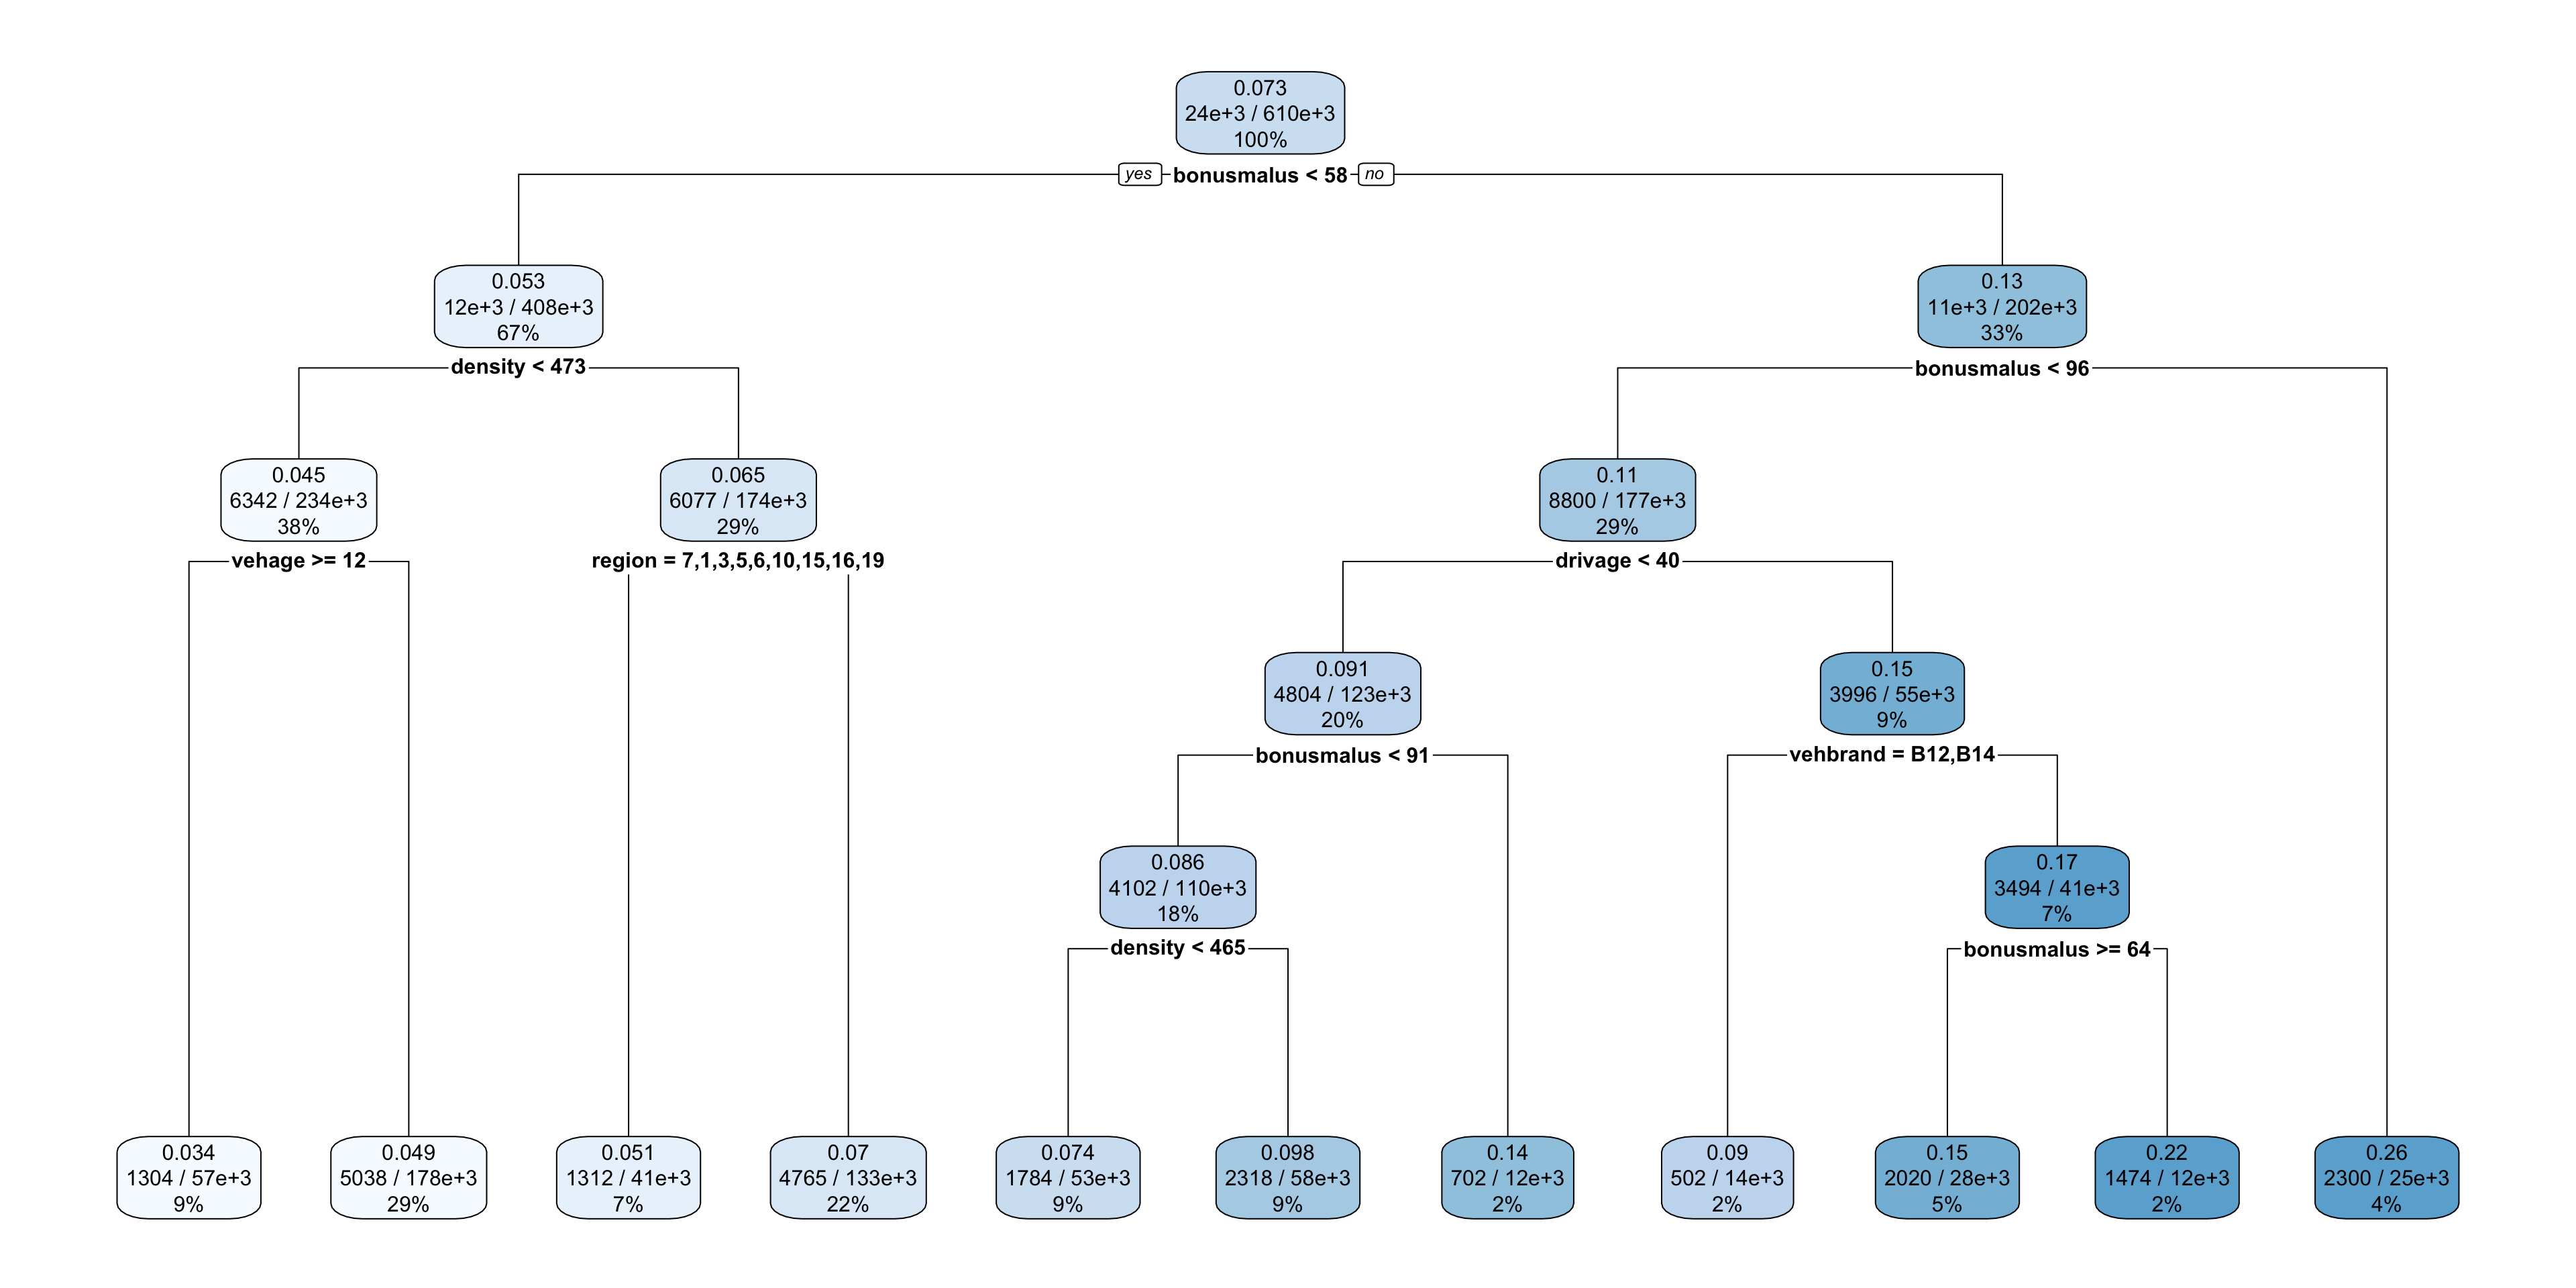 0.073
24e+3 / 610e+3
100%
yes
bonusmalus < 58
no
0.053
12e+3 / 408e+3
67%
0.13
11e+3 / 202e+3
33%
density < 473
bonusmalus < 96
0.045
6342 / 234e+3
38%
0.065
6077 / 174e+3
29%
0.11
8800 / 177e+3
29%
vehage >= 12
region = 7,1,3,5,6,10,15,16,19
drivage < 40
0.091
4804 / 123e+3
20%
0.15
3996 / 55e+3
9%
bonusmalus < 91
vehbrand = B12,B14
0.086
4102 / 110e+3
18%
0.17
3494 / 41e+3
7%
density < 465
bonusmalus >= 64
0.034
1304 / 57e+3
9%
0.049
5038 / 178e+3
29%
0.051
1312 / 41e+3
7%
0.07
4765 / 133e+3
22%
0.074
1784 / 53e+3
9%
0.098
2318 / 58e+3
9%
0.14
702 / 12e+3
2%
0.09
502 / 14e+3
2%
0.15
2020 / 28e+3
5%
0.22
1474 / 12e+3
2%
0.26
2300 / 25e+3
4%